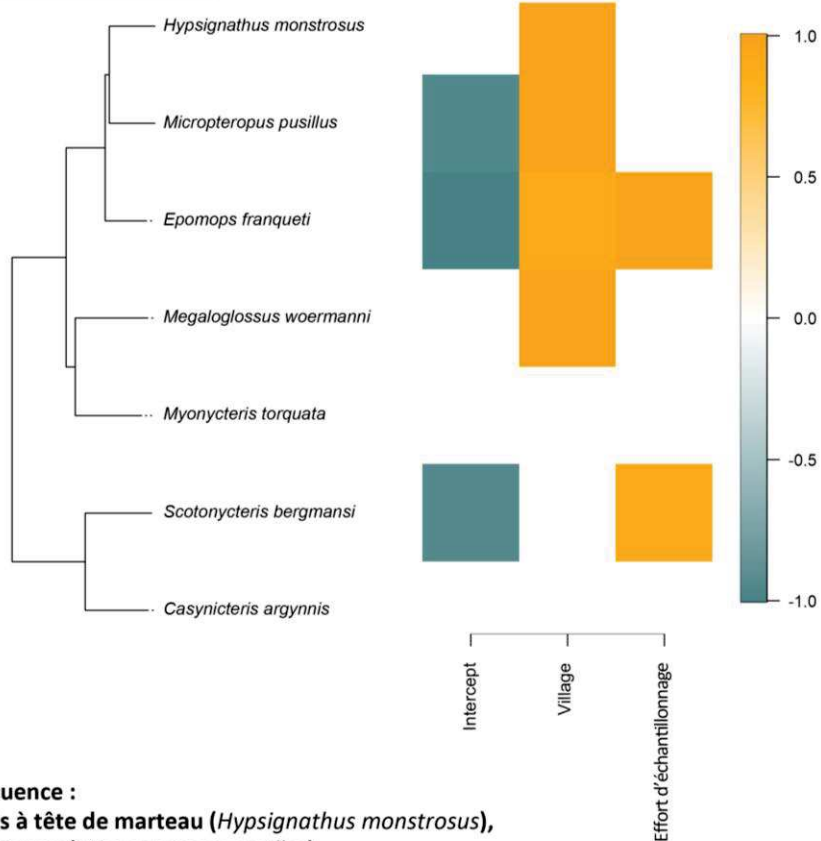 Hypsignathus monstrosus
Micropteropus pusillus
Epomops franqueti
Megaloglossus woermanni
Myonycteris torquata
Scotonycteris bergmansi
Casynicteris argynnis
1.0
0.5
0.0
-0.5
-1.0
Intercept
Village
Effort d'échantillonnage
uence :
s à tête de marteau (Hypsignathus monstrosus),